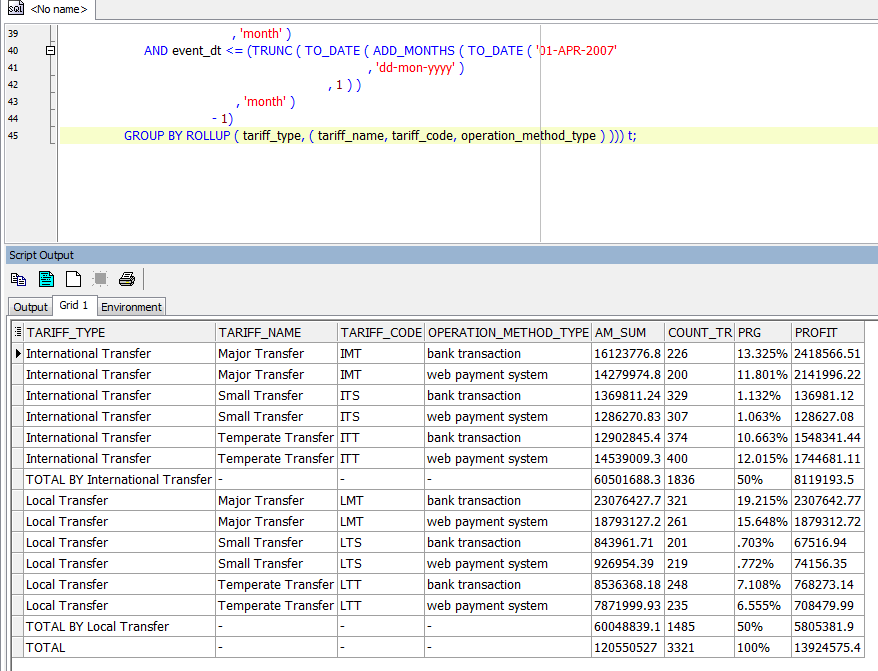 SQL <No name>
39 , 'month' )
40 AND event_dt <= (TRUNC ( TO_DATE ( ADD_MONTHS ( TO_DATE ( '01-APR-2007'
41 , 'dd-mon-yyyy' )
42 , 1 ) )
43 , 'month' )
44 - 1)
45 GROUP BY ROLLUP ( tariff_type, ( tariff_name, tariff_code, operation_method_type ) ))) t;
Script Output
Output Grid 1 Environment
TARIFF_TYPE TARIFF_NAME TARIFF_CODE OPERATION_METHOD_TYPE AM_SUM COUNT_TR PRG PROFIT
International Transfer Major Transfer IMT bank transaction 16123776.8 226 13.325% 2418566.51
International Transfer Major Transfer IMT web payment system 14279974.8 200 11.801% 2141996.22
International Transfer Small Transfer ITS bank transaction 1369811.24 329 1.132% 136981.12
International Transfer Small Transfer ITS web payment system 1286270.83 307 1.063% 128627.08
International Transfer Temperate Transfer ITT bank transaction 12902845.4 374 10.663% 1548341.44
International Transfer Temperate Transfer ITT web payment system 14539009.3 400 12.015% 1744681.11
TOTAL BY International Transfer - - - 60501688.3 1836 50% 8119193.5
Local Transfer Major Transfer LMT bank transaction 23076427.7 321 19.215% 2307642.77
Local Transfer Major Transfer LMT web payment system 18793127.2 261 15.648% 1879312.72
Local Transfer Small Transfer LTS bank transaction 843961.71 201 .703% 67516.94
Local Transfer Small Transfer LTS web payment system 926954.39 219 .772% 74156.35
Local Transfer Temperate Transfer LTT bank transaction 8536368.18 248 7.108% 768273.14
Local Transfer Temperate Transfer LTT web payment system 7871999.93 235 6.555% 708479.99
TOTAL BY Local Transfer - - - 60048839.1 1485 50% 5805381.9
TOTAL - - - 120550527 3321 100% 13924575.4